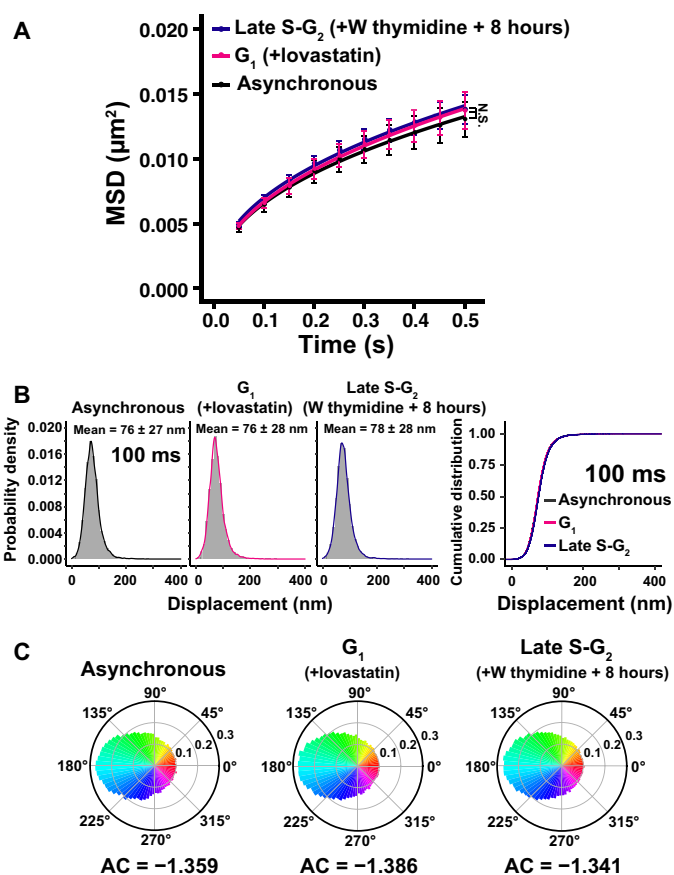 A
MSD (μm²)
0.020
0.015
0.010
0.005
0.000
Late S-G₂ (+W thymidine + 8 hours)
G₁ (+lovastatin)
Asynchronous
N.S.
0.0 0.1 0.2 0.3 0.4 0.5
Time (s)
B
Probability density
0.020
0.016
0.012
0.008
0.004
0.000
Asynchronous
Mean = 76 ± 27 nm
100 ms
0 200 400
G₁
(+lovastatin)
Mean = 76 ± 28 nm
0 200 400
Late S-G₂
(W thymidine + 8 hours)
Mean = 78 ± 28 nm
0 200 400
Displacement (nm)
Cumulative distribution
1.00
0.75
0.50
0.25
0.00
100 ms
Asynchronous
G₁
Late S-G₂
0 200 400
Displacement (nm)
C
Asynchronous
90°
135° 45°
0.3
0.2
0.1
180° 0°
225° 315°
270°
AC = −1.359
G₁
(+lovastatin)
90°
135° 45°
0.3
0.2
0.1
180° 0°
225° 315°
270°
AC = −1.386
Late S-G₂
(+W thymidine + 8 hours)
90°
135° 45°
0.3
0.2
0.1
180° 0°
225° 315°
270°
AC = −1.341